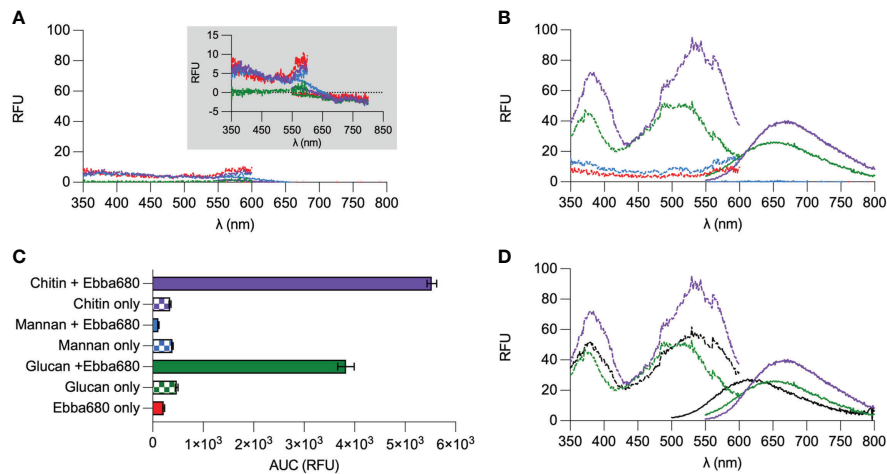 A
100
80
60
40
20
0
RFU
350 400 450 500 550 600 650 700 750 800
λ (nm)
15
10
5
0
-5
RFU
350 450 550 650 750 850
λ (nm)
B
100
80
60
40
20
0
RFU
350 400 450 500 550 600 650 700 750 800
λ (nm)
C
Chitin + Ebba680
Chitin only
Mannan + Ebba680
Mannan only
Glucan +Ebba680
Glucan only
Ebba680 only
0 1×10³ 2×10³ 3×10³ 4×10³ 5×10³ 6×10³
AUC (RFU)
D
100
80
60
40
20
0
RFU
350 400 450 500 550 600 650 700 750 800
λ (nm)